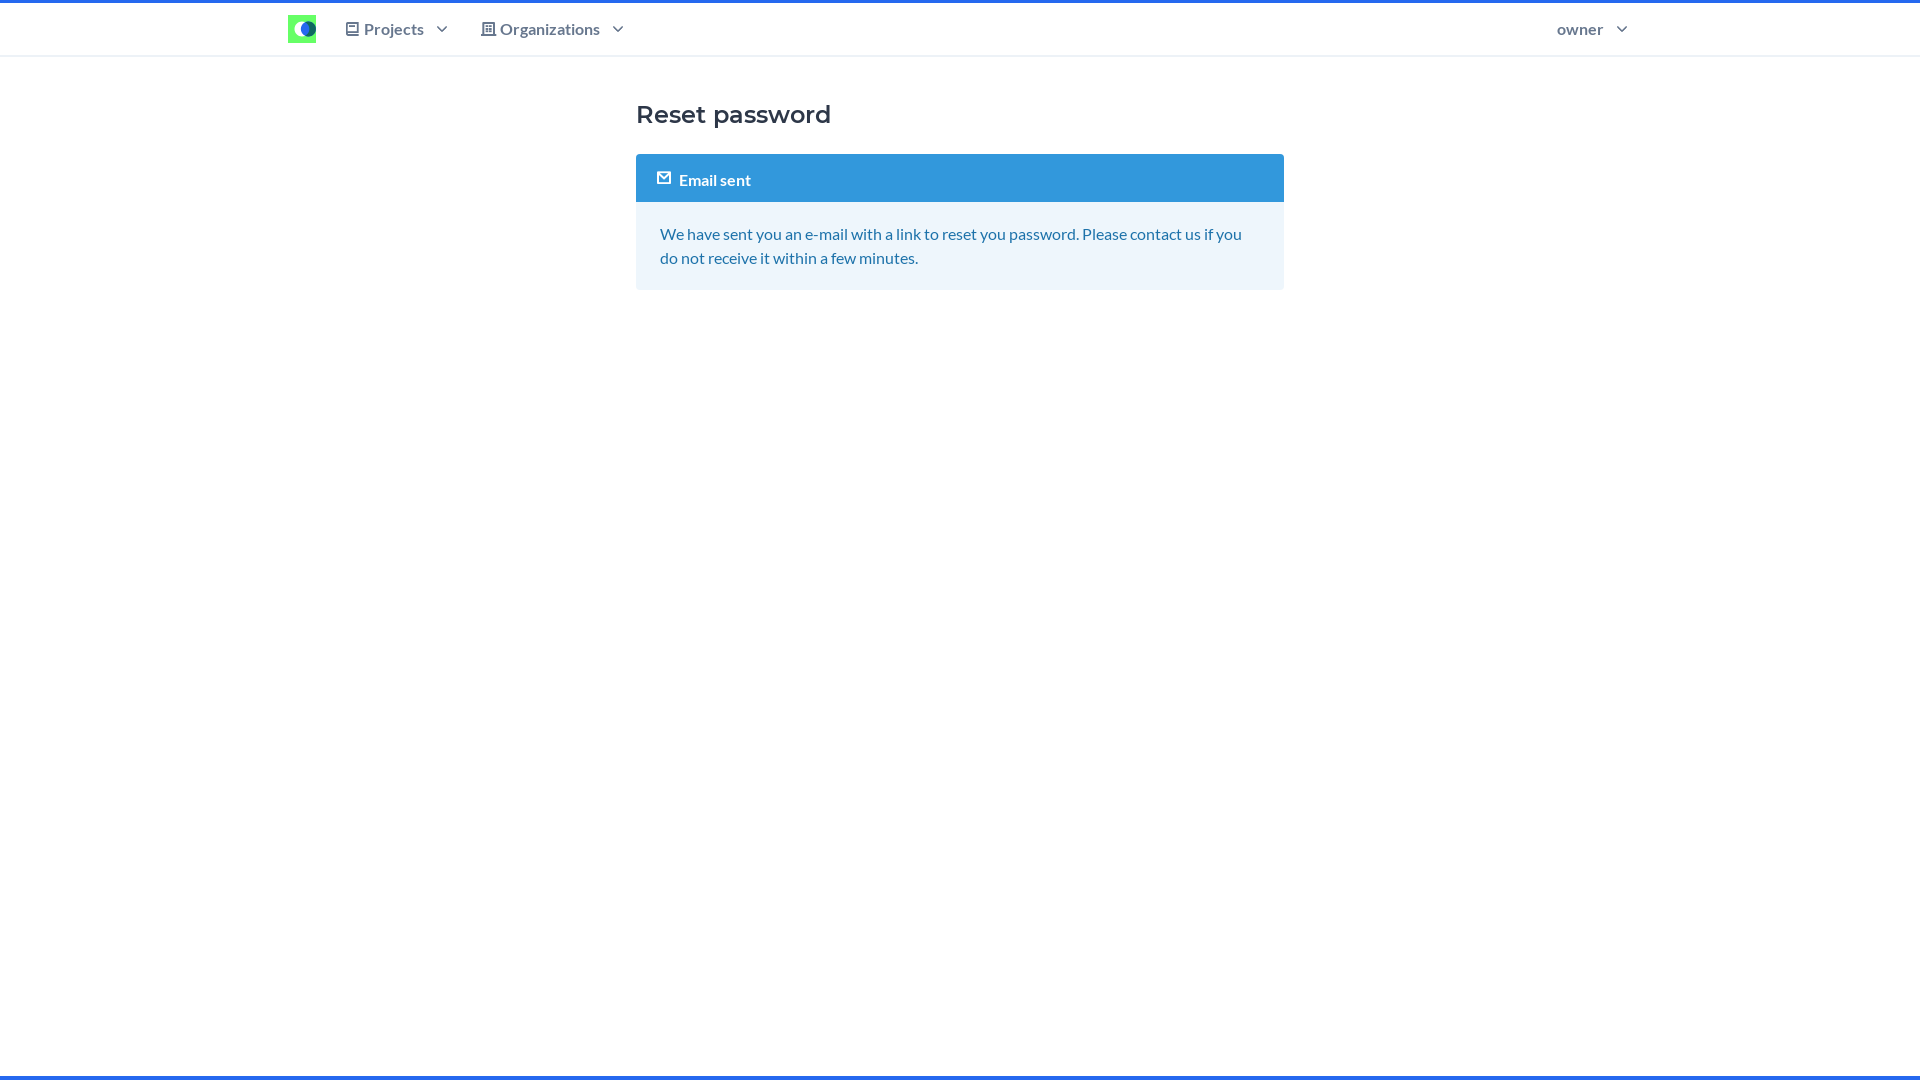 Projects
Organizations
owner
Reset password
Email sent
We have sent you an e-mail with a link to reset you password. Please contact us if you
do not receive it within a few minutes.